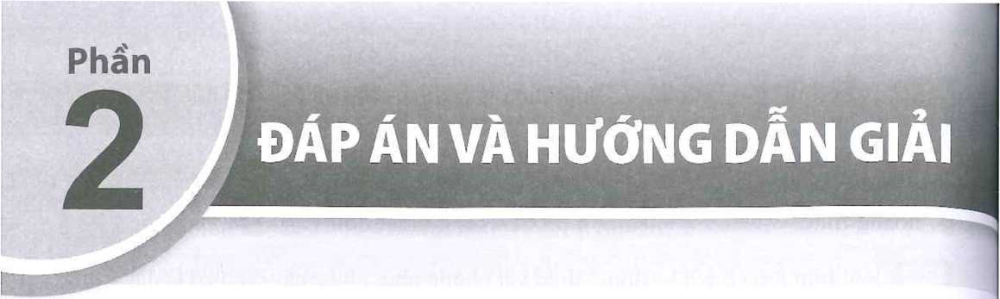 Phần
2
ĐÁP ÁN VÀ HƯỚNG DẪN GIẢI